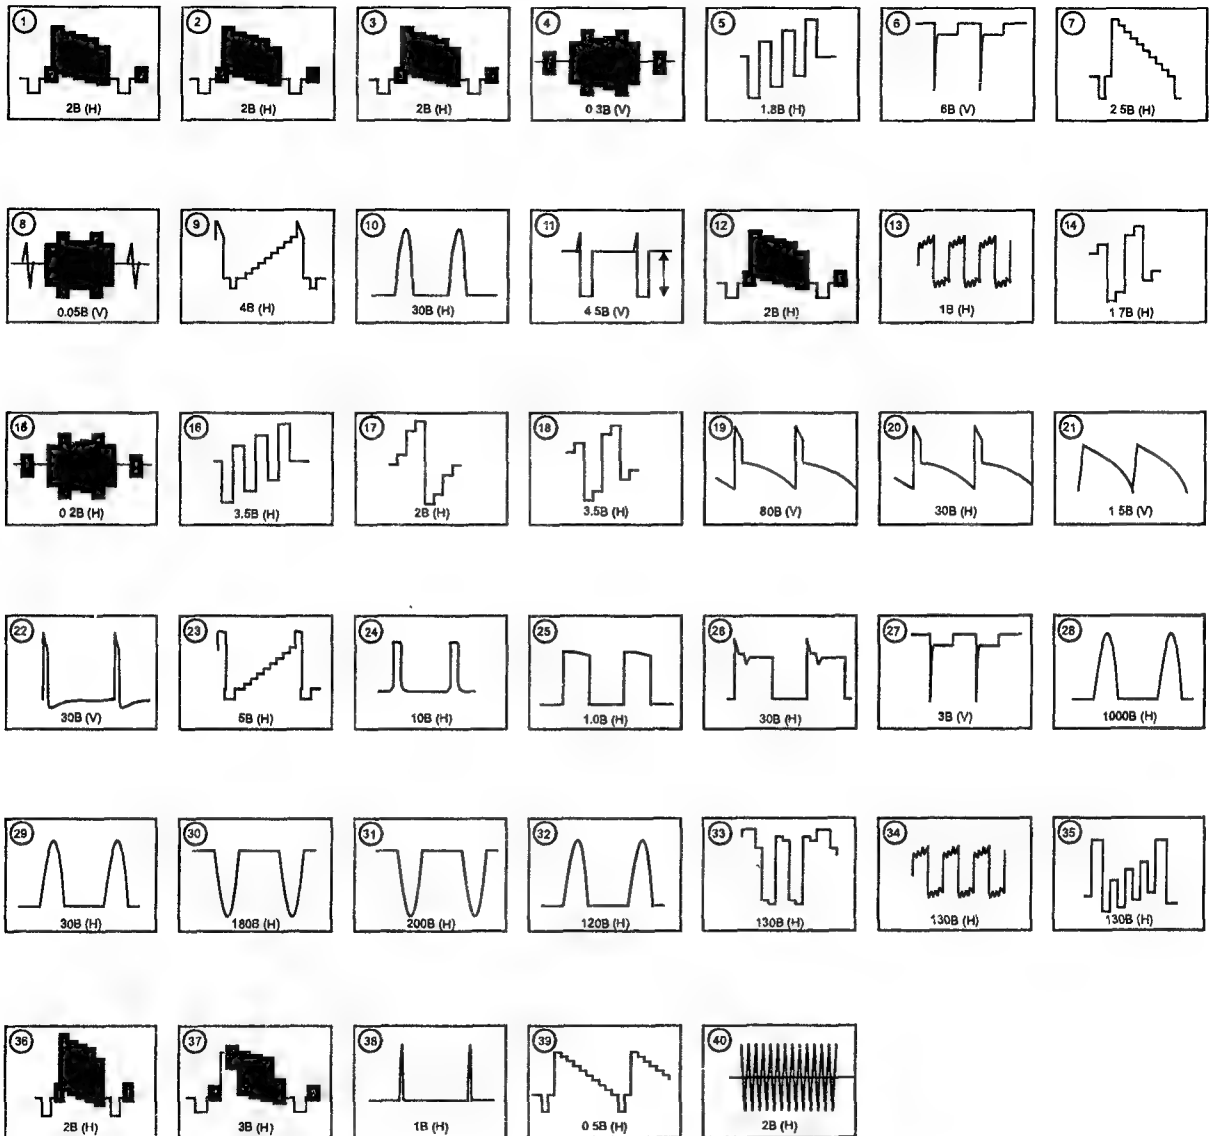 1 2 3 4 5 6 7
2B (H) 2B (H) 2B (H) 0 3B (V) 1.8B (H) 6B (V) 2 5B (H)
8 9 10 11 12 13 14
0.05B (V) 4B (H) 30B (H) 4 5B (V) 2B (H) 1B (H) 1 7B (H)
15 16 17 18 19 20 21
0 2B (H) 3.5B (H) 2B (H) 3.5B (H) 80B (V) 30B (H) 1 5B (V)
22 23 24 25 26 27 28
30B (V) 5B (H) 10B (H) 1.0B (H) 30B (H) 3B (V) 1000B (H)
29 30 31 32 33 34 35
30B (H) 180B (H) 200B (H) 120B (H) 130B (H) 130B (H) 130B (H)
36 37 38 39 40
2B (H) 3B (H) 1B (H) 0 5B (H) 2B (H)